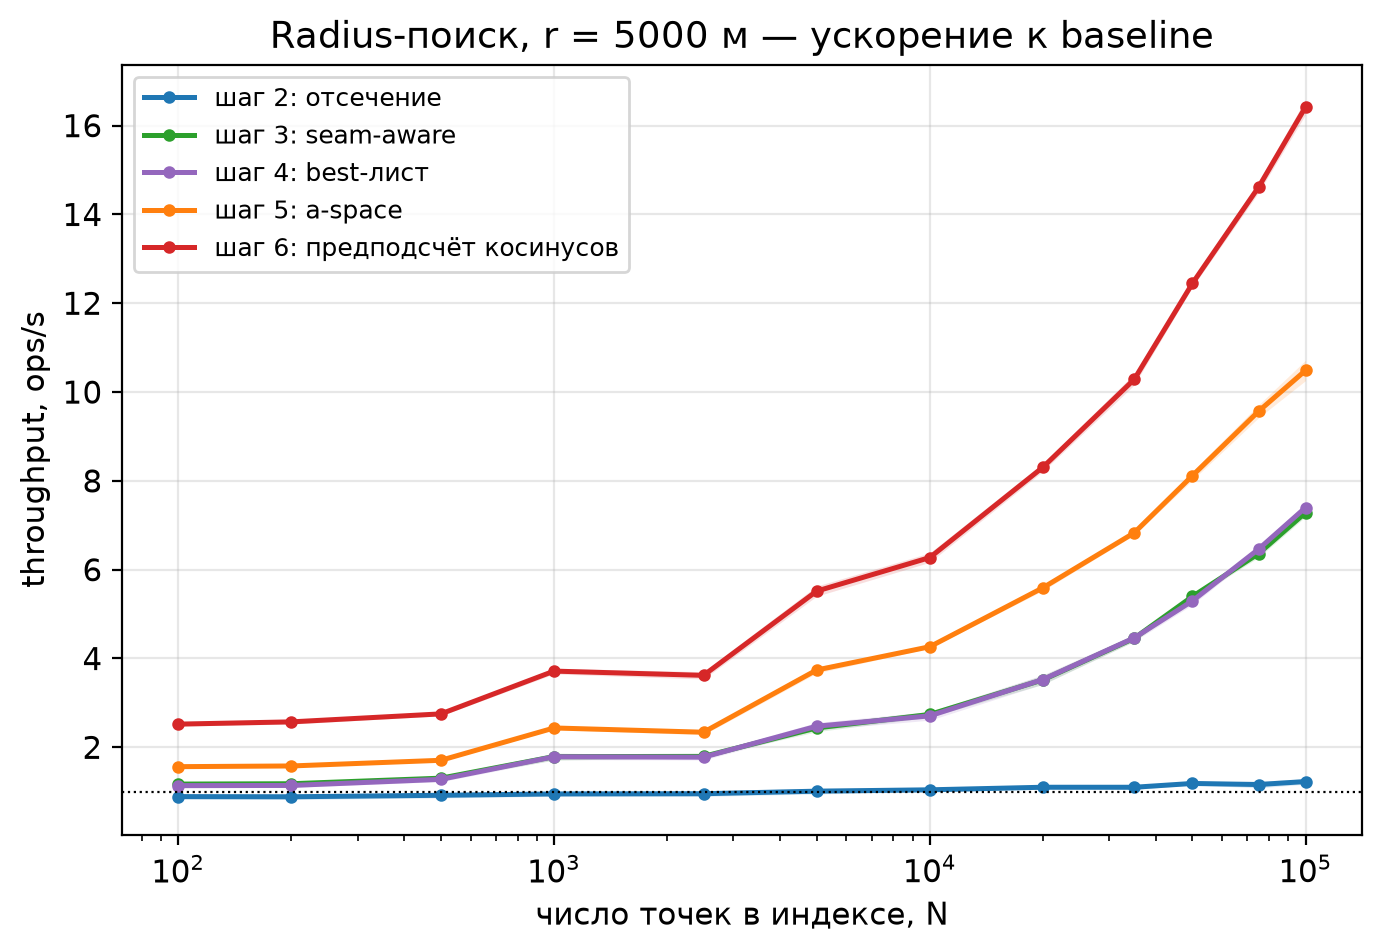 Radius-поиск, r = 5000 м — ускорение к baseline
шаг 2: отсечение
шаг 3: seam-aware
шаг 4: best-лист
шаг 5: a-space
шаг 6: предподсчёт косинусов
throughput, ops/s
16
14
12
10
8
6
4
2
10²
10³
10⁴
10⁵
число точек в индексе, N